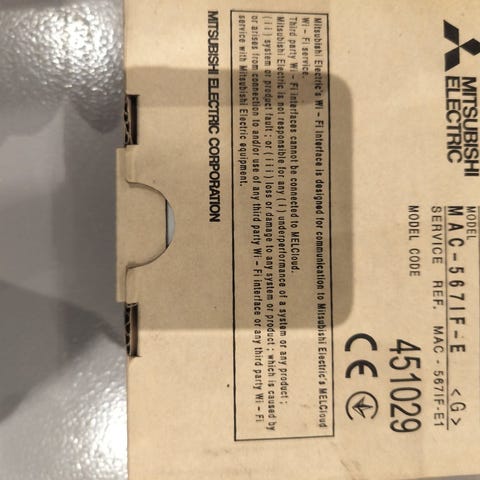 MITSUBISHI
ELECTRIC
MODEL
MAC-567IF-E <G>
SERVICE REF. MAC-567IF-E1
MODEL CODE
451029
CE
Mitsubishi Electric's Wi-Fi interface is designed for communication to Mitsubishi Electric's MELCloud
Wi-Fi service.
Third party Wi-Fi interfaces cannot be connected to MELCloud.
Mitsubishi Electric is not responsible for any (i) underperformance of a system or any product;
(ii) system or product fault; or (iii) loss or damage to any system or product; which is caused by
or arises from connection to and/or use of any third party Wi-Fi interface or any third party Wi-Fi
service with Mitsubishi Electric equipment.
MITSUBISHI ELECTRIC CORPORATION